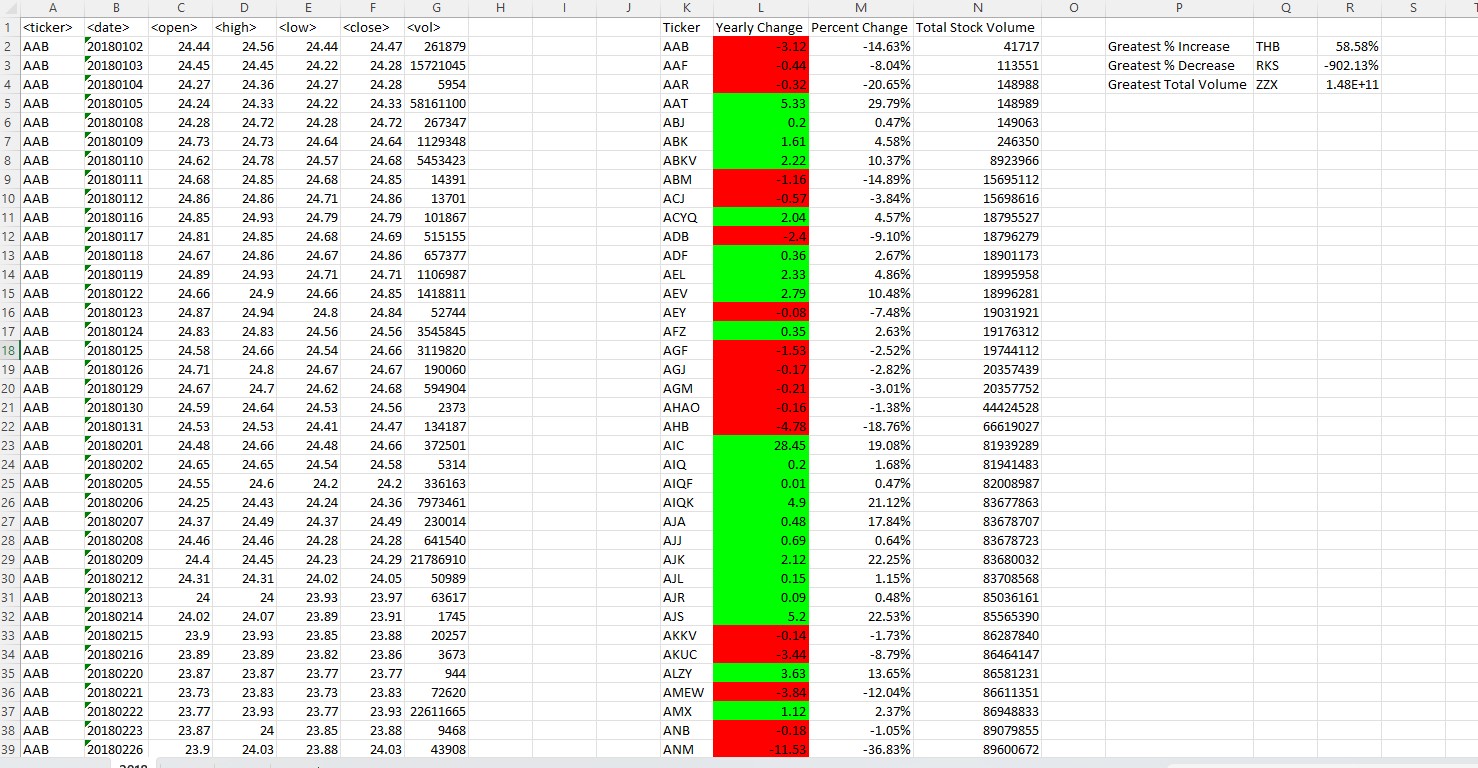 A B C D E F G H I J K L M N O P Q R S T
1 <ticker> <date> <open> <high> <low> <close> <vol> Ticker Yearly Change Percent Change Total Stock Volume
2 AAB 20180102 24.44 24.56 24.44 24.47 261879 AAB -3.12 -14.63% 41717 Greatest % Increase THB 58.58%
3 AAB 20180103 24.45 24.45 24.22 24.28 15721045 AAF -0.44 -8.04% 113551 Greatest % Decrease RKS -902.13%
4 AAB 20180104 24.27 24.36 24.27 24.28 5954 AAR -0.32 -20.65% 148988 Greatest Total Volume ZZX 1.48E+11
5 AAB 20180105 24.24 24.33 24.22 24.33 58161100 AAT 5.33 29.79% 148989
6 AAB 20180108 24.28 24.72 24.28 24.72 267347 ABJ 0.2 0.47% 149063
7 AAB 20180109 24.73 24.73 24.64 24.64 1129348 ABK 1.61 4.58% 246350
8 AAB 20180110 24.62 24.78 24.57 24.68 5453423 ABKV 2.22 10.37% 8923966
9 AAB 20180111 24.68 24.85 24.68 24.85 14391 ABM -1.16 -14.89% 15695112
10 AAB 20180112 24.86 24.86 24.71 24.86 13701 ACJ -0.57 -3.84% 15698616
11 AAB 20180116 24.85 24.93 24.79 24.79 101867 ACYQ 2.04 4.57% 18795527
12 AAB 20180117 24.81 24.85 24.68 24.69 515155 ADB -2.4 -9.10% 18796279
13 AAB 20180118 24.67 24.86 24.67 24.86 657377 ADF 0.36 2.67% 18901173
14 AAB 20180119 24.89 24.93 24.71 24.71 1106987 AEL 2.33 4.86% 18995958
15 AAB 20180122 24.66 24.9 24.66 24.85 1418811 AEV 2.79 10.48% 18996281
16 AAB 20180123 24.87 24.94 24.8 24.84 52744 AEY -0.08 -7.48% 19031921
17 AAB 20180124 24.83 24.83 24.56 24.56 3545845 AFZ 0.35 2.63% 19176312
18 AAB 20180125 24.58 24.66 24.54 24.66 3119820 AGF -1.53 -2.52% 19744112
19 AAB 20180126 24.71 24.8 24.67 24.67 190060 AGJ -0.17 -2.82% 20357439
20 AAB 20180129 24.67 24.7 24.62 24.68 594904 AGM -0.21 -3.01% 20357752
21 AAB 20180130 24.59 24.64 24.53 24.56 2373 AHAO -0.16 -1.38% 44424528
22 AAB 20180131 24.53 24.53 24.41 24.47 134187 AHB -4.78 -18.76% 66619027
23 AAB 20180201 24.48 24.66 24.48 24.66 372501 AIC 28.45 19.08% 81939289
24 AAB 20180202 24.65 24.65 24.54 24.58 5314 AIQ 0.2 1.68% 81941483
25 AAB 20180205 24.55 24.6 24.2 24.2 336163 AIQF 0.01 0.47% 82008987
26 AAB 20180206 24.25 24.43 24.24 24.36 7973461 AIQK 4.9 21.12% 83677863
27 AAB 20180207 24.37 24.49 24.37 24.49 230014 AJA 0.48 17.84% 83678707
28 AAB 20180208 24.46 24.46 24.28 24.28 641540 AJJ 0.69 0.64% 83678723
29 AAB 20180209 24.4 24.45 24.23 24.29 21786910 AJK 2.12 22.25% 83680032
30 AAB 20180212 24.31 24.31 24.02 24.05 50989 AJL 0.15 1.15% 83708568
31 AAB 20180213 24 24 23.93 23.97 63617 AJR 0.09 0.48% 85036161
32 AAB 20180214 24.02 24.07 23.89 23.91 1745 AJS 5.2 22.53% 85565390
33 AAB 20180215 23.9 23.93 23.85 23.88 20257 AKKV -0.14 -1.73% 86287840
34 AAB 20180216 23.89 23.89 23.82 23.86 3673 AKUC -3.44 -8.79% 86464147
35 AAB 20180220 23.87 23.87 23.77 23.77 944 ALZY 3.63 13.65% 86581231
36 AAB 20180221 23.73 23.83 23.73 23.83 72620 AMEW -3.84 -12.04% 86611351
37 AAB 20180222 23.77 23.93 23.77 23.93 22611665 AMX 1.12 2.37% 86948833
38 AAB 20180223 23.87 24 23.85 23.88 9468 ANB -0.18 -1.05% 89079855
39 AAB 20180226 23.9 24.03 23.88 24.03 43908 ANM -11.53 -36.83% 89600672